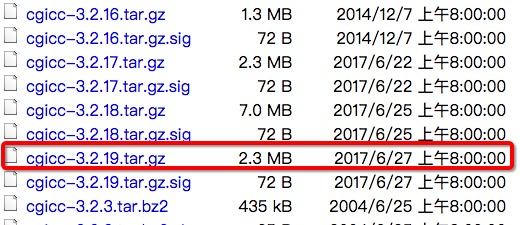 cgicc-3.2.16.tar.gz 1.3 MB 2014/12/7 上午8:00:00
cgicc-3.2.16.tar.gz.sig 72 B 2014/12/7 上午8:00:00
cgicc-3.2.17.tar.gz 2.3 MB 2017/6/22 上午8:00:00
cgicc-3.2.17.tar.gz.sig 72 B 2017/6/22 上午8:00:00
cgicc-3.2.18.tar.gz 7.0 MB 2017/6/25 上午8:00:00
cgicc-3.2.18.tar.gz.sig 72 B 2017/6/25 上午8:00:00
cgicc-3.2.19.tar.gz 2.3 MB 2017/6/27 上午8:00:00
cgicc-3.2.19.tar.gz.sig 72 B 2017/6/27 上午8:00:00
cgicc-3.2.3.tar.bz2 435 kB 2004/6/25 上午8:00:00